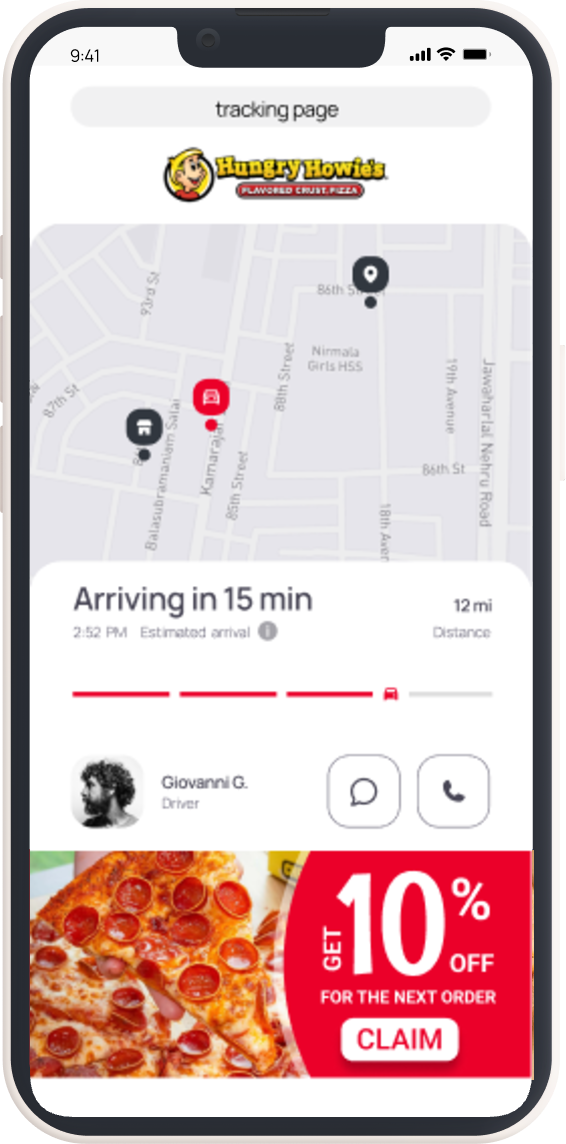 9:41
tracking page
Hungry Howie's
FLAVORED CRUST PIZZA
93rd St
86th St
Nirmala
Girls HSS
87th St
88th Street
19th Avenue
Jawaharlal Nehru Road
Balasubramaniam Salai
Kamaraja
85th Street
86th St
18th Aven
Arriving in 15 min
12 mi
2:52 PM Estimated arrival
Distance
Giovanni G.
Driver
GET
10%
OFF
FOR THE NEXT ORDER
CLAIM